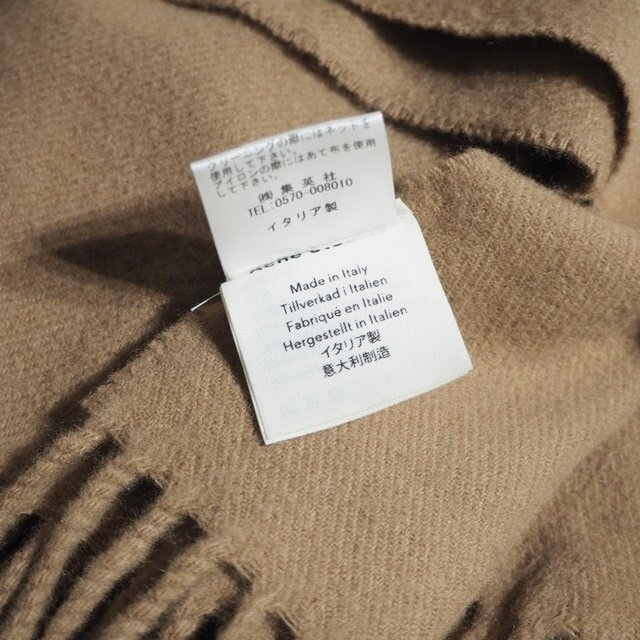 クリーニングの際にはネットを
使用して下さい。
アイロンの際にはあて布を使用
して下さい。
㈱集英社
TEL:0570-008010
イタリア製
Made in Italy
Tillverkad i Italien
Fabriqué en Italie
Hergestellt in Italien
イタリア製
意大利制造